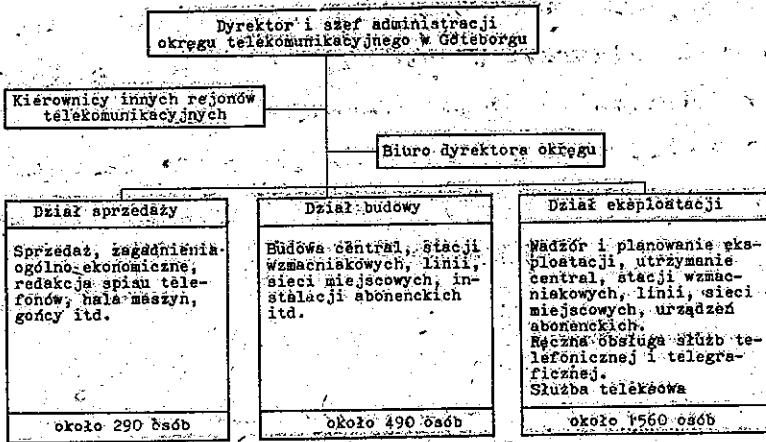 Dyrektor i szef administracji
okręgu telekomunikacyjnego w Göteborgu
Kierownicy innych rejonów
telekomunikacyjnych
Biuro dyrektora okręgu
Dział sprzedaży
Sprzedaż, zagadnienia
ogólno-ekonomiczne,
redakcja spisu tele-
fonów, hala maszyn,
gońcy itd.
około 290 osób
Dział budowy
Budowa central, stacji
wzmacniakowych, linii,
sieci miejscowych, in-
stalacji abonenckich
itd.
około 490 osób
Dział eksploatacji
Nadzór i planowanie eks-
ploatacji, utrzymanie
central, stacji wzmac-
niakowych, linii, sieci
miejscowych, urządzeń
abonenckich.
Ręczna obsługa służb te-
lefonicznej i telegra-
ficznej.
Służba teleksowa
około 1560 osób